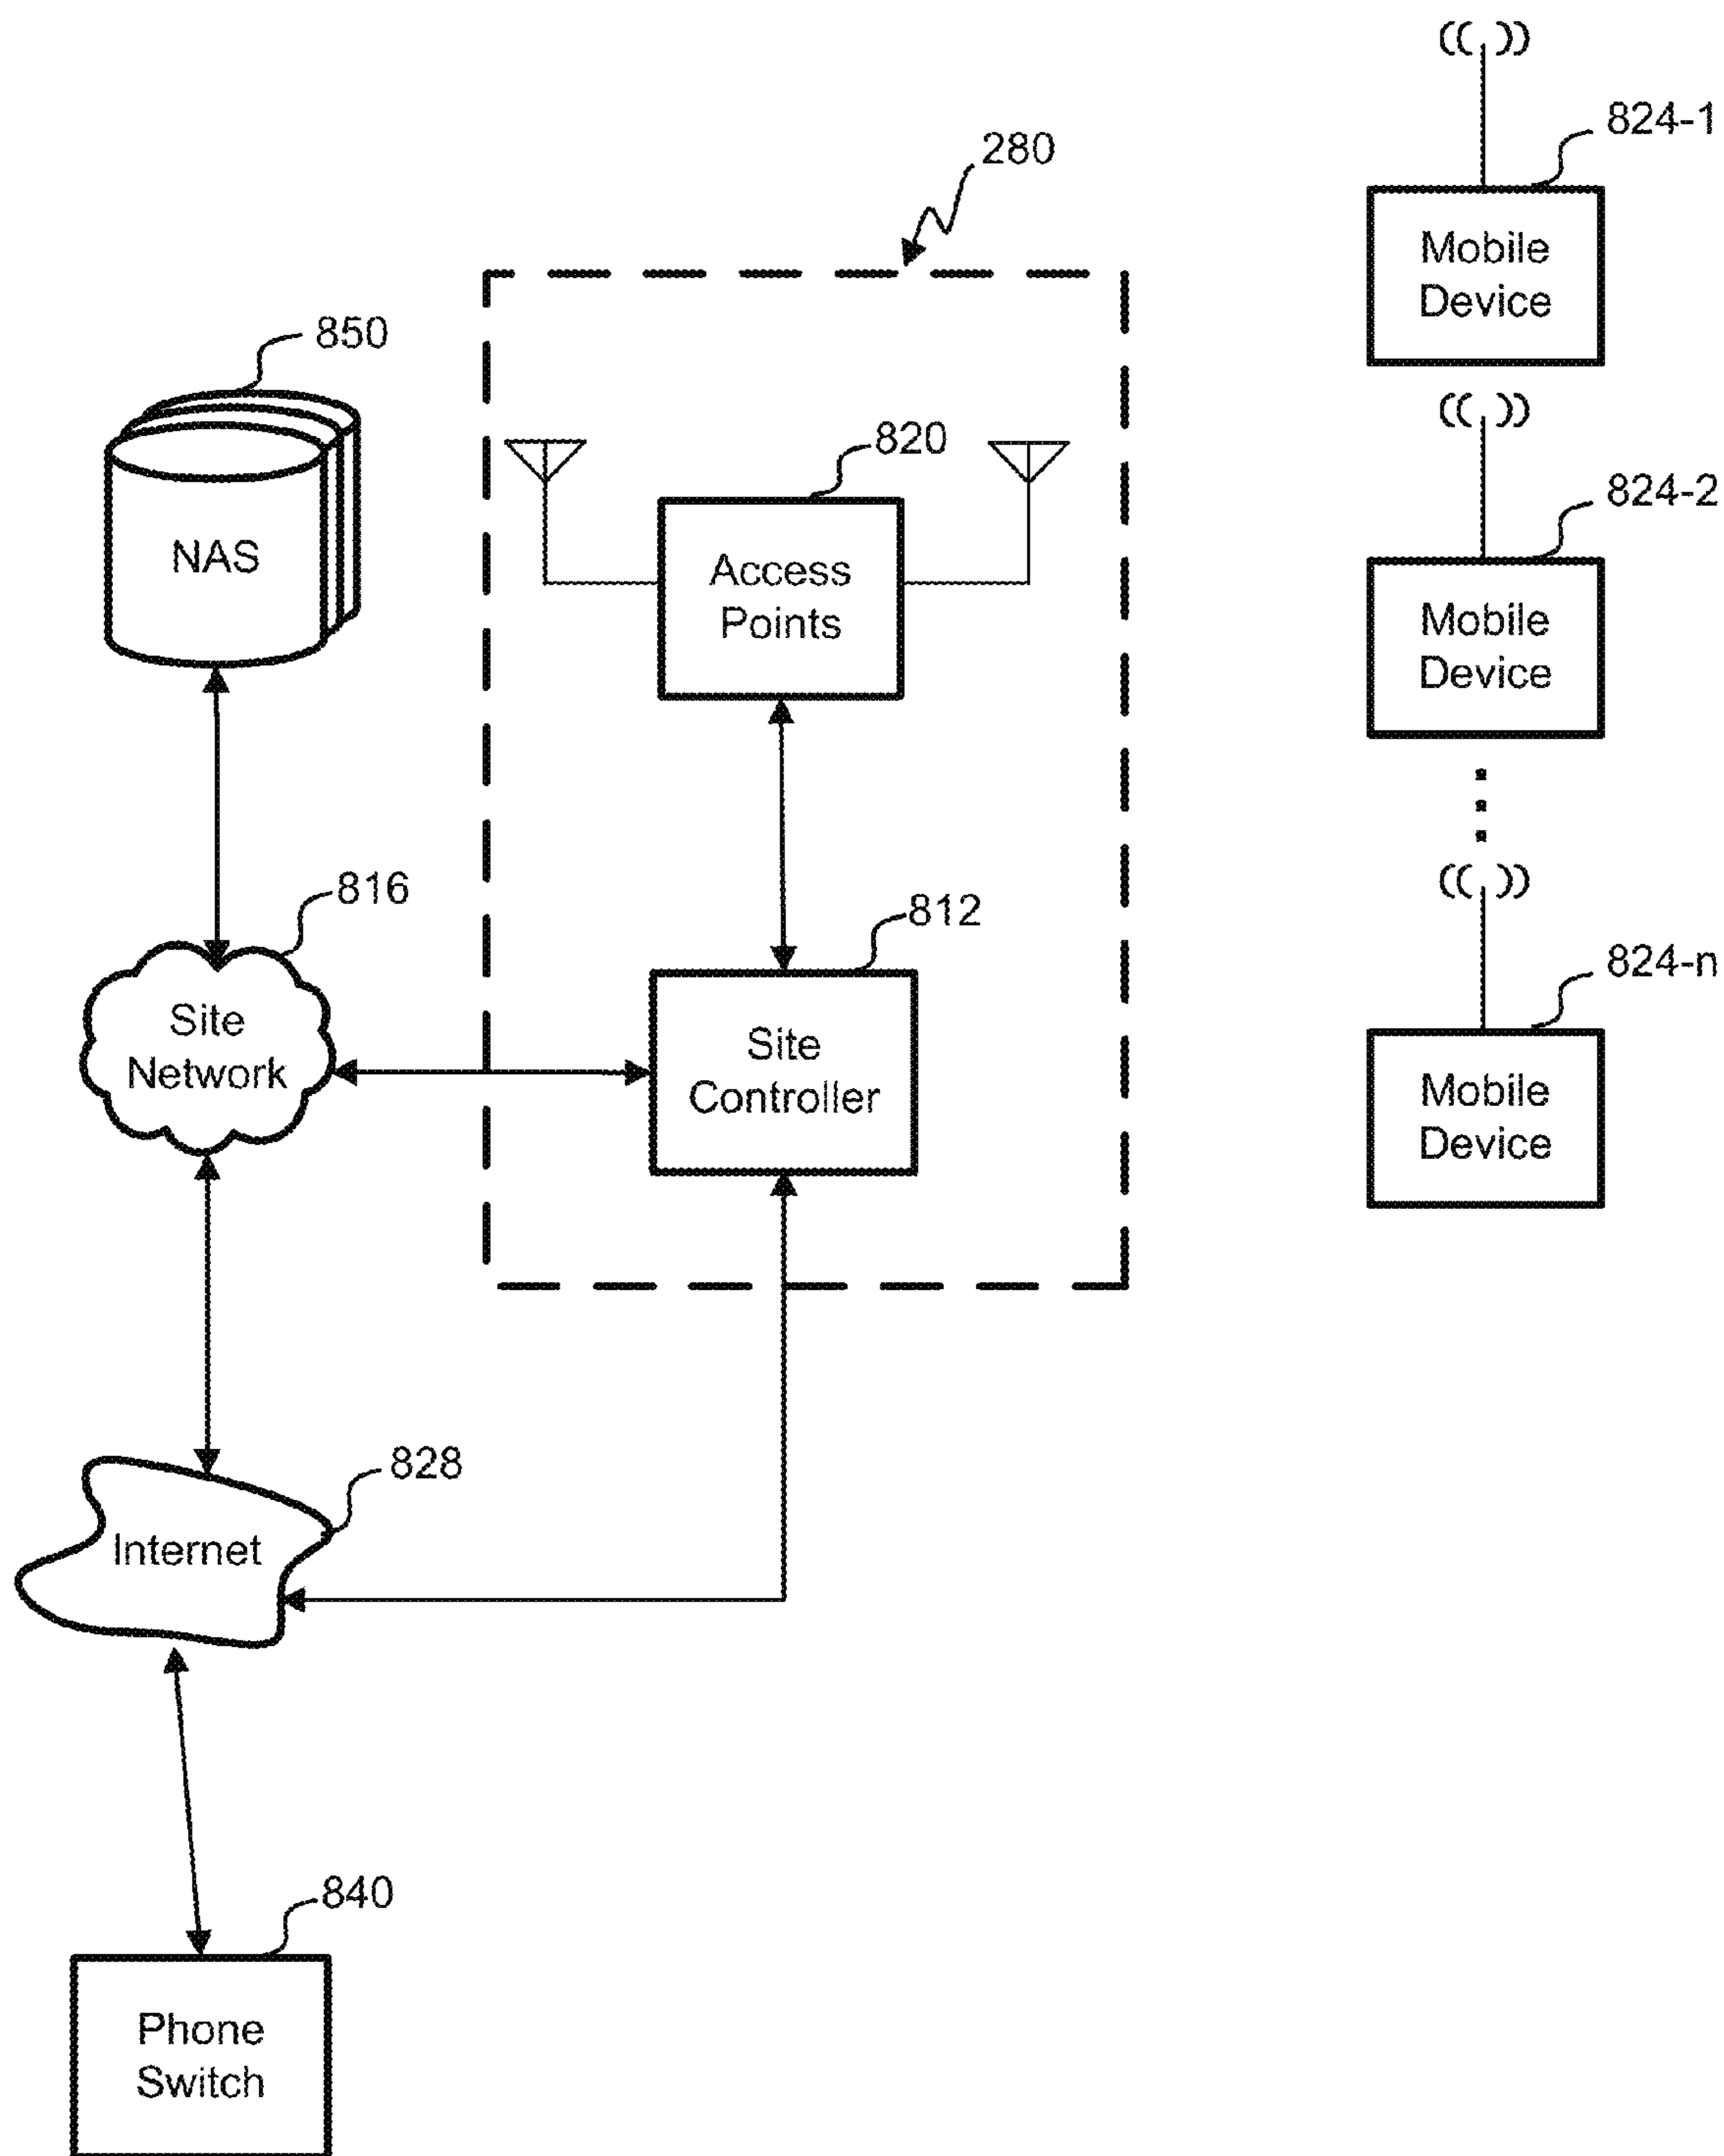 (( ))
824-1
Mobile
Device
280
850
NAS
820
Access
Points
(( ))
824-2
Mobile
Device
816
Site
Network
812
Site
Controller
(( ))
824-n
Mobile
Device
828
Internet
840
Phone
Switch